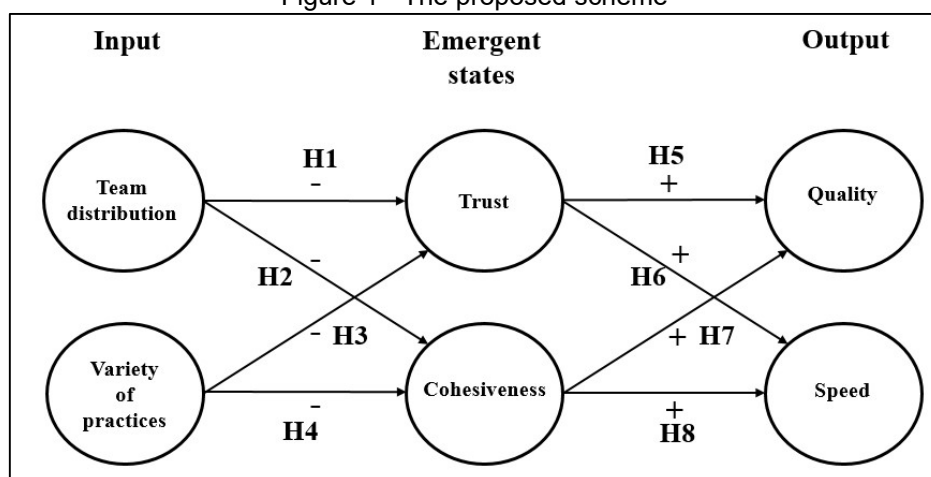 Figure 1 - The proposed scheme
Input
Emergent
states
Output
H1
-
H5
+
Team
distribution
Trust
Quality
H2
-
H6
+
- H3
+ H7
Variety
of
practices
Cohesiveness
Speed
-
H4
+
H8